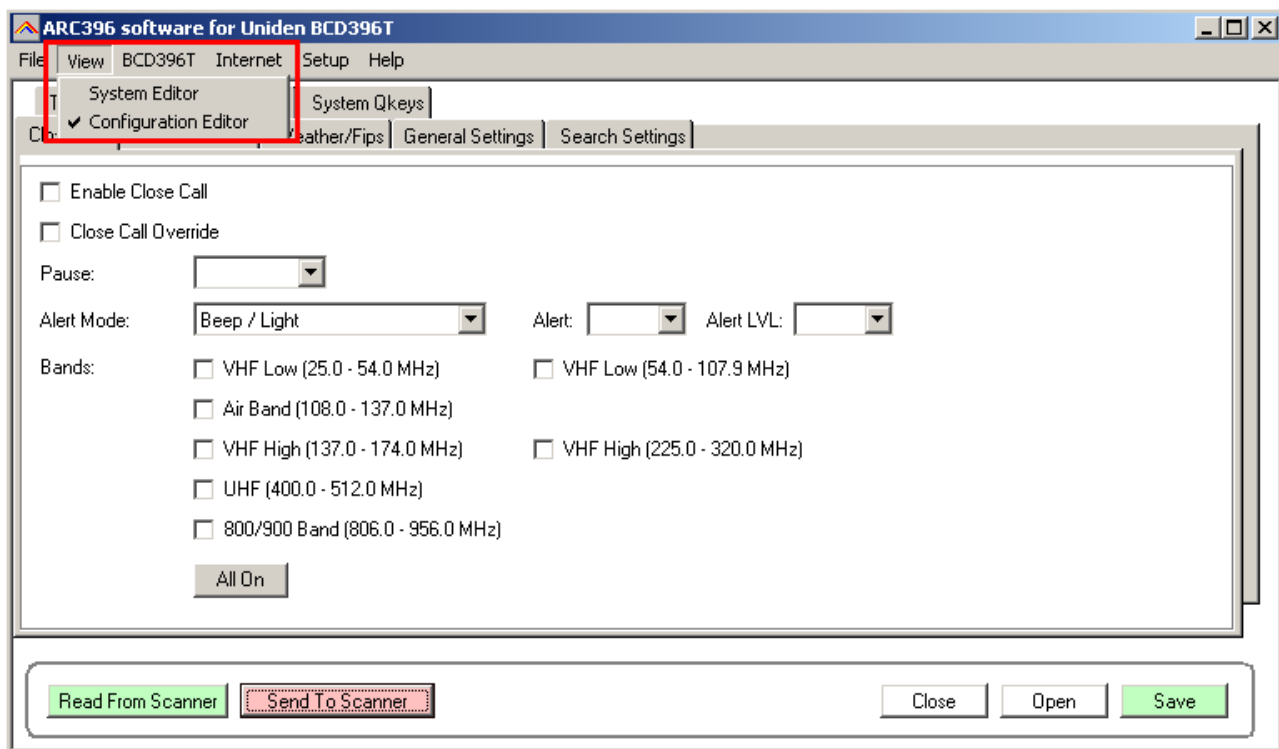 ARC396 software for Uniden BCD396T
File View BCD396T Internet Setup Help
System Editor
✔ Configuration Editor
System Qkeys
Weather/Fips General Settings Search Settings
Enable Close Call
Close Call Override
Pause:
Alert Mode: Beep / Light Alert: Alert LVL:
Bands: VHF Low (25.0 - 54.0 MHz) VHF Low (54.0 - 107.9 MHz)
Air Band (108.0 - 137.0 MHz)
VHF High (137.0 - 174.0 MHz) VHF High (225.0 - 320.0 MHz)
UHF (400.0 - 512.0 MHz)
800/900 Band (806.0 - 956.0 MHz)
All On
Read From Scanner Send To Scanner Close Open Save